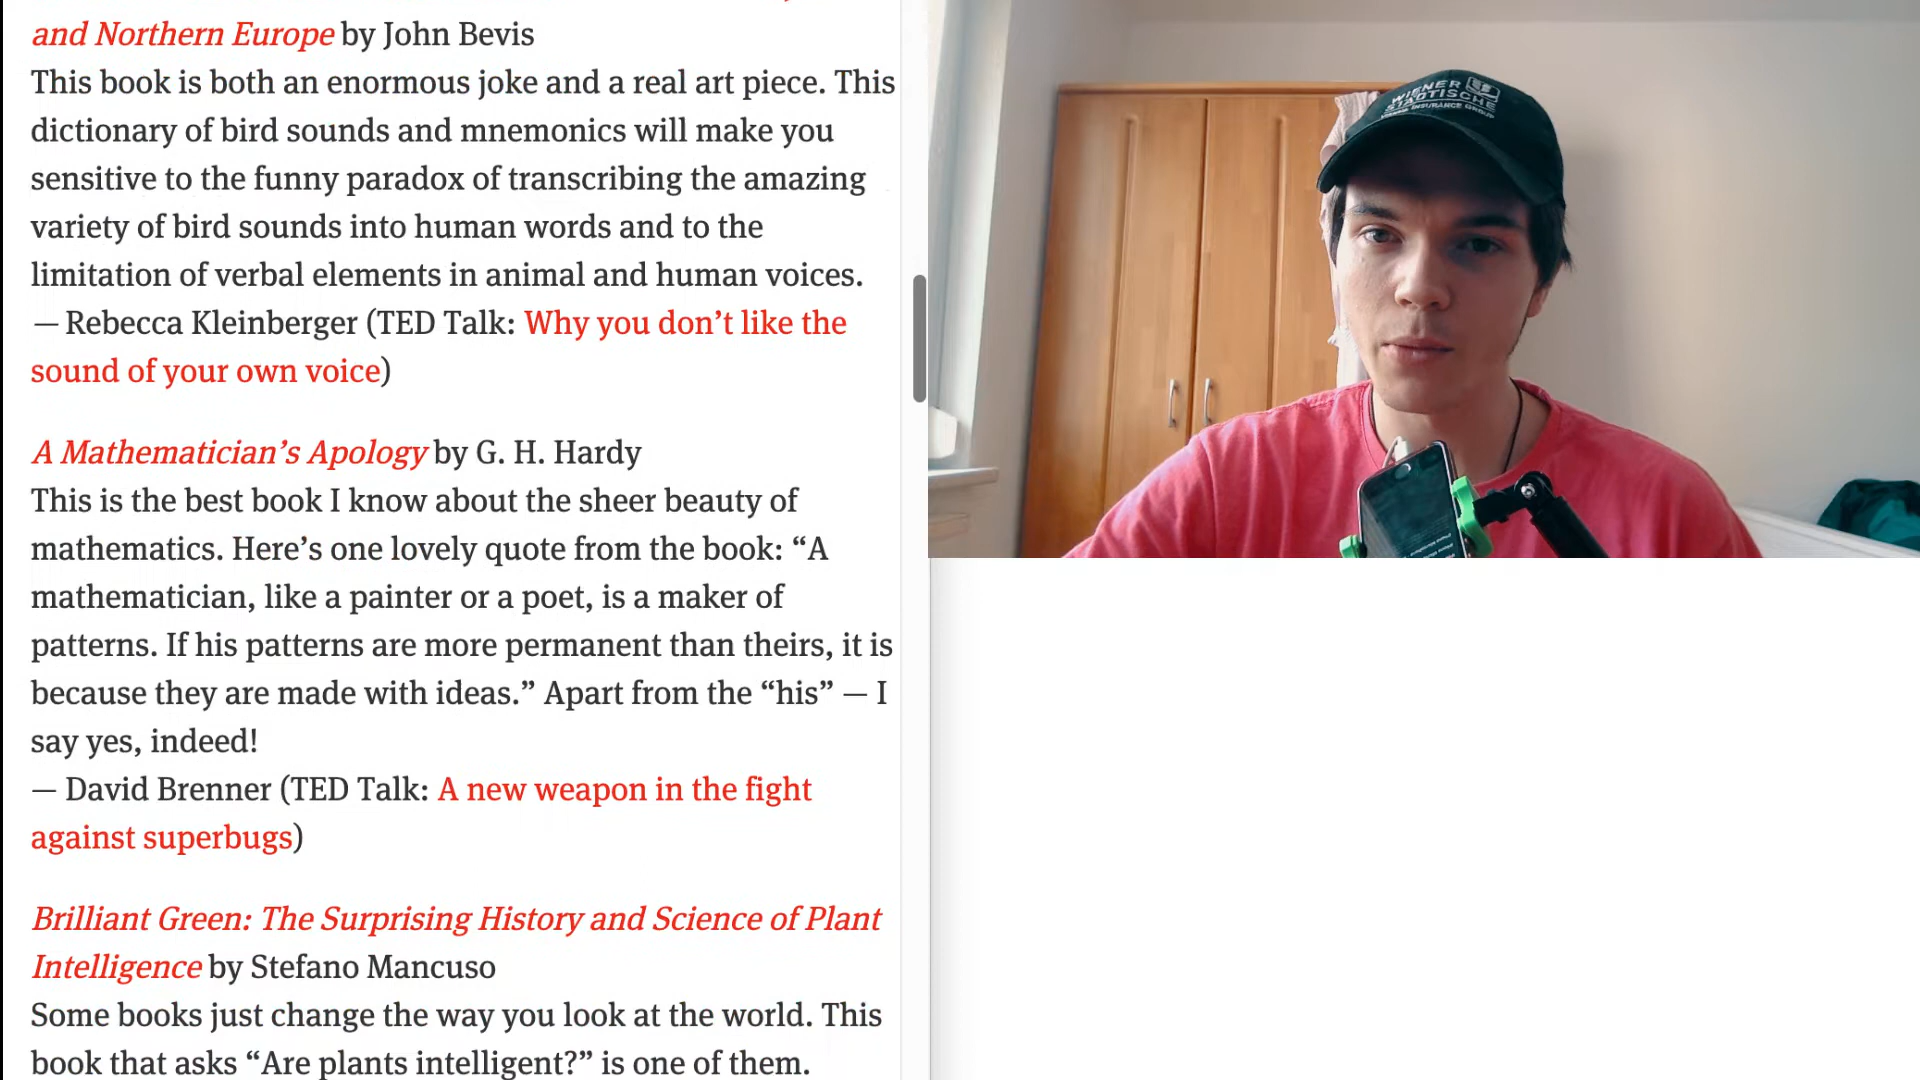 and Northern Europe by John Bevis
This book is both an enormous joke and a real art piece. This
dictionary of bird sounds and mnemonics will make you
sensitive to the funny paradox of transcribing the amazing
variety of bird sounds into human words and to the
limitation of verbal elements in animal and human voices.
— Rebecca Kleinberger (TED Talk: Why you don’t like the
sound of your own voice)
A Mathematician’s Apology by G. H. Hardy
This is the best book I know about the sheer beauty of
mathematics. Here’s one lovely quote from the book: “A
mathematician, like a painter or a poet, is a maker of
patterns. If his patterns are more permanent than theirs, it is
because they are made with ideas.” Apart from the “his” — I
say yes, indeed!
— David Brenner (TED Talk: A new weapon in the fight
against superbugs)
Brilliant Green: The Surprising History and Science of Plant
Intelligence by Stefano Mancuso
Some books just change the way you look at the world. This
book that asks “Are plants intelligent?” is one of them.
WIENER
STÄDTISCHE
INSURANCE GROUP